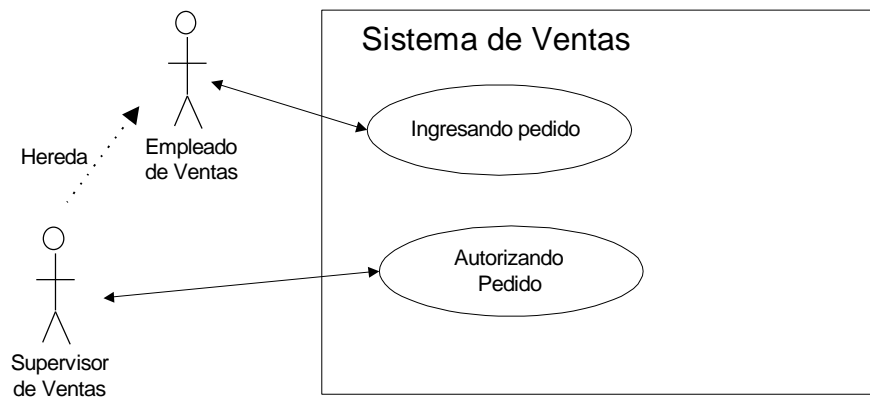 Sistema de Ventas
Ingresando pedido
Empleado
de Ventas
Hereda
Autorizando
Pedido
Supervisor
de Ventas